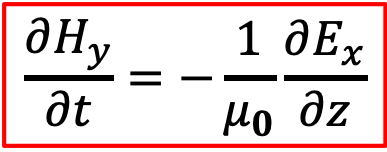 ∂H_y/∂t = − 1/μ₀ ∂E_x/∂z